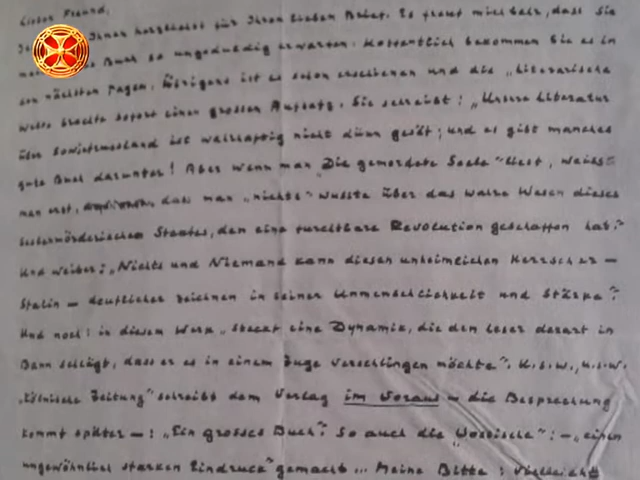 Lieber Freund,
Ihnen herzlichst für Ihren lieben Brief. Es freut mich sehr, dass Sie
Buch so ungeduldig erwarten. Hoffentlich bekommen Sie es in
den nächsten Tagen. Übrigens ist es schon erschienen und die „Literarische
Welt" brachte sofort einen grossen Aufsatz. Sie schreibt: „Unsere Literatur
über Sowjetrussland ist wahrhaftig nicht dünn gesät; und es gibt manches
gute Buch darunter! Aber wenn man „Die gemordete Seele" liest, weiss
man erst, dass man „nichts" wusste über das wahre Wesen dieses
seelenmörderischen Staates, den eine furchtbare Revolution geschaffen hat."
Und weiter: „Nichts und Niemand kann diesen unheimlichen Herrscher —
Stalin — deutlicher zeichnen in seiner Unmenschlichkeit und Stärke".
Und noch: in diesem Werk „steckt eine Dynamik, die den Leser derart in
Bann schlägt, dass er es in einem Zuge verschlingen möchte". U.s.w., u.s.w.
„Kölnische Zeitung" schreibt dem Verlag im Voraus — die Besprechung
kommt später —: „Ein grosses Buch". So auch die „Vossische": — „einen
ungewöhnlich starken Eindruck" gemacht... Meine Bitte: Vielleicht